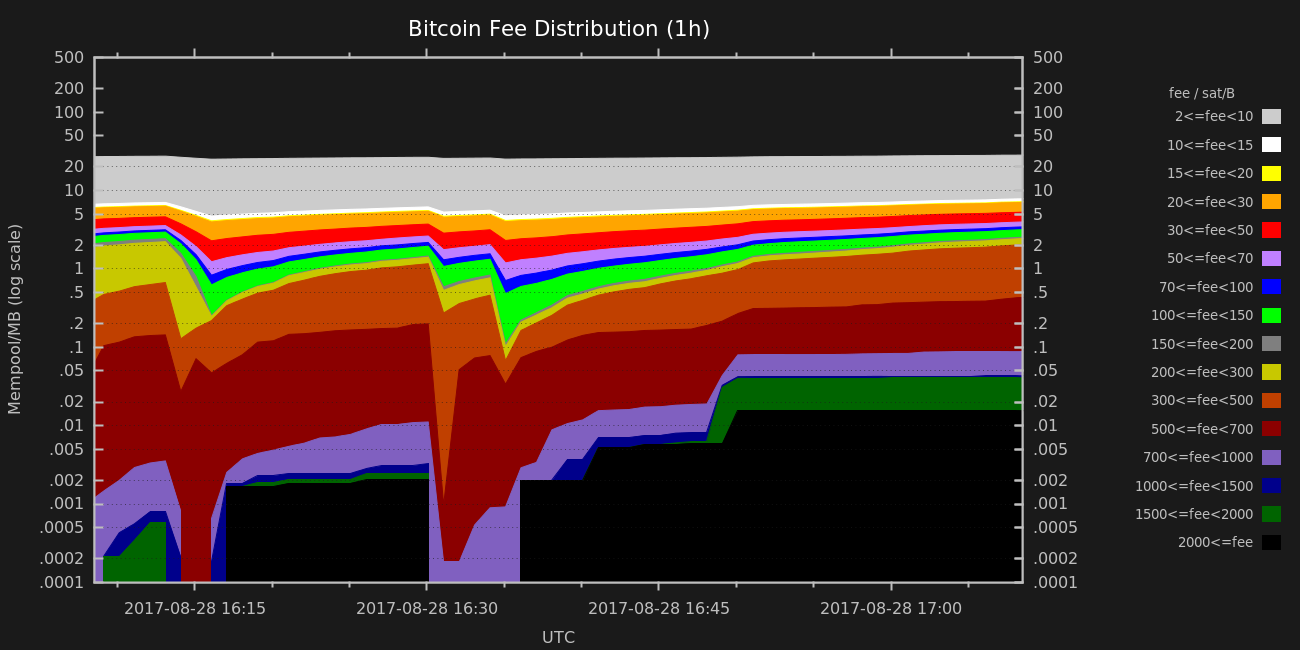 Bitcoin Fee Distribution (1h)
500 500
200 200
100 100
50 50
20 20
10 10
5 5
2 2
1 1
.5 .5
.2 .2
.1 .1
.05 .05
.02 .02
.01 .01
.005 .005
.002 .002
.001 .001
.0005 .0005
.0002 .0002
.0001 .0001
Mempool/MB (log scale)
2017-08-28 16:15 2017-08-28 16:30 2017-08-28 16:45 2017-08-28 17:00
UTC
fee / sat/B
2<=fee<10
10<=fee<15
15<=fee<20
20<=fee<30
30<=fee<50
50<=fee<70
70<=fee<100
100<=fee<150
150<=fee<200
200<=fee<300
300<=fee<500
500<=fee<700
700<=fee<1000
1000<=fee<1500
1500<=fee<2000
2000<=fee